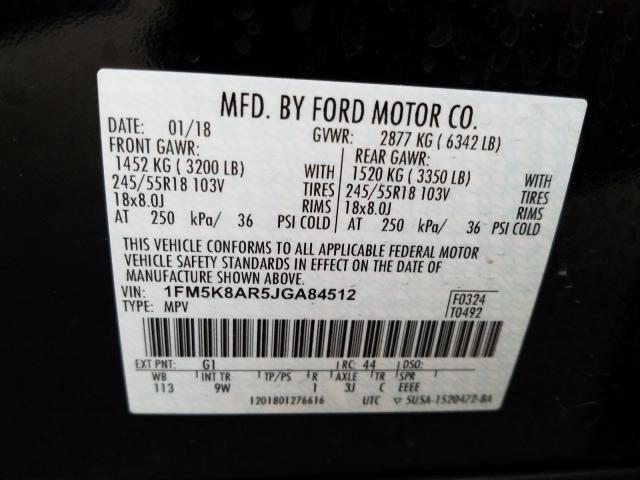 MFD. BY FORD MOTOR CO.
DATE: 01/18 GVWR: 2877 KG ( 6342 LB)
FRONT GAWR: REAR GAWR:
1452 KG ( 3200 LB) WITH 1520 KG ( 3350 LB) WITH
245/55R18 103V TIRES 245/55R18 103V TIRES
18x8.0J RIMS 18x8.0J RIMS
AT 250 kPa/ 36 PSI COLD AT 250 kPa/ 36 PSI COLD
THIS VEHICLE CONFORMS TO ALL APPLICABLE FEDERAL MOTOR
VEHICLE SAFETY STANDARDS IN EFFECT ON THE DATE OF
MANUFACTURE SHOWN ABOVE.
VIN: 1FM5K8AR5JGA84512 F0324
TYPE: MPV T0492
EXT PNT: G1 RC: 44 DSO:
WB INT TR TP/PS R AXLE TR SPR
113 9W 1 3J C EEEE
1201801276616 UTC ▽ 5U5A-1520472-BA